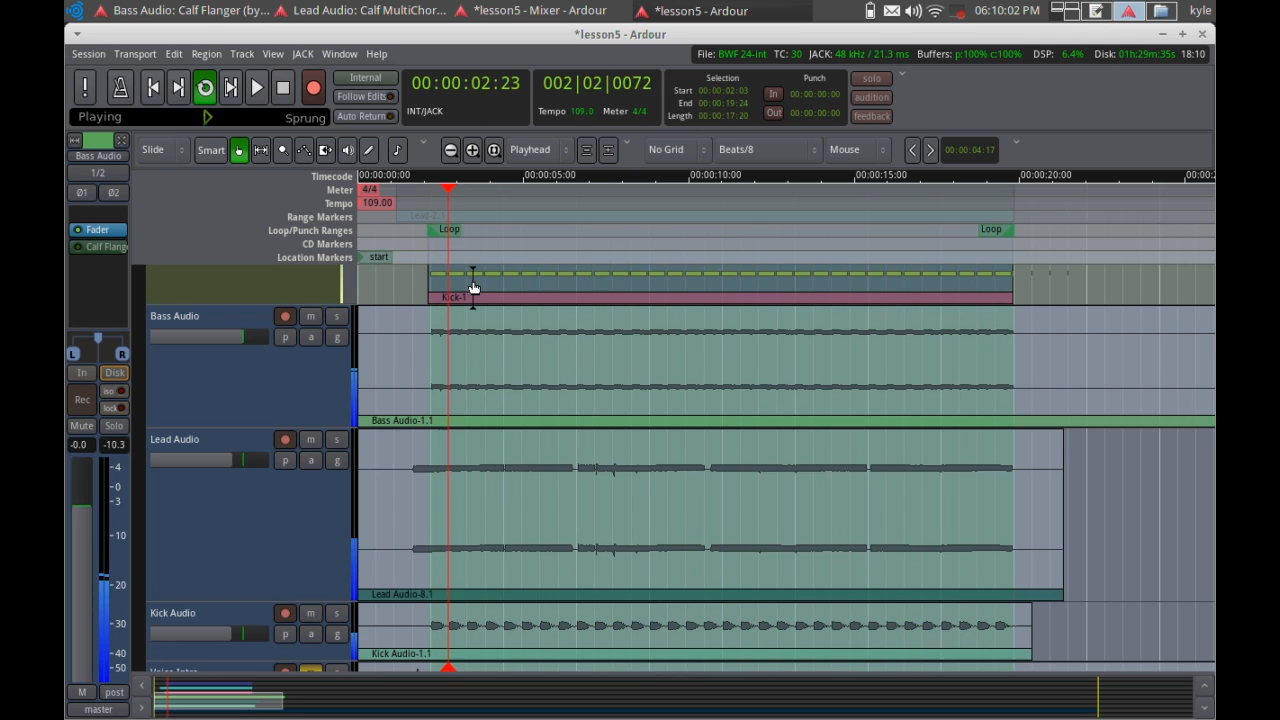 Bass Audio: Calf Flanger (by... Lead Audio: Calf MultiChor... *lesson5 - Mixer - Ardour *lesson5 - Ardour 06:10:02 PM kyle
*lesson5 - Ardour
Session Transport Edit Region Track View JACK Window Help File: BWF 24-int TC: 30 JACK: 48 kHz / 21.3 ms Buffers: p:100% c:100% DSP: 6.4% Disk: 01h:29m:35s 18:10
Internal
Follow Edits
Auto Return
Playing Sprung
00:00:02:23
INT/JACK
002|02|0072
Tempo 109.0 Meter 4/4
Selection Punch
Start 00:00:02:03 In 00:00:00:00
End 00:00:19:24
Length 00:00:17:20 Out 00:00:00:00
solo
audition
feedback
Slide Smart Playhead No Grid Beats/8 Mouse 00:00:04:17
Bass Audio
1/2
Ø1 Ø2
Fader
Calf Flang
L R
In Disk
Rec iso
lock
Mute Solo
-0.0 -10.3
-4
-0
-3
-10
-20
-30
-40
-50
M post
master
Timecode 00:00:00:00 00:00:05:00 00:00:10:00 00:00:15:00 00:00:20:00
Meter 4/4
Tempo 109.00
Range Markers
Loop/Punch Ranges Loop Loop
CD Markers
Location Markers start
Kick-1
Bass Audio m s
p a g
Bass Audio-1.1
Lead Audio m s
p a g
Lead Audio-8.1
Kick Audio m s
p a g
Kick Audio-1.1